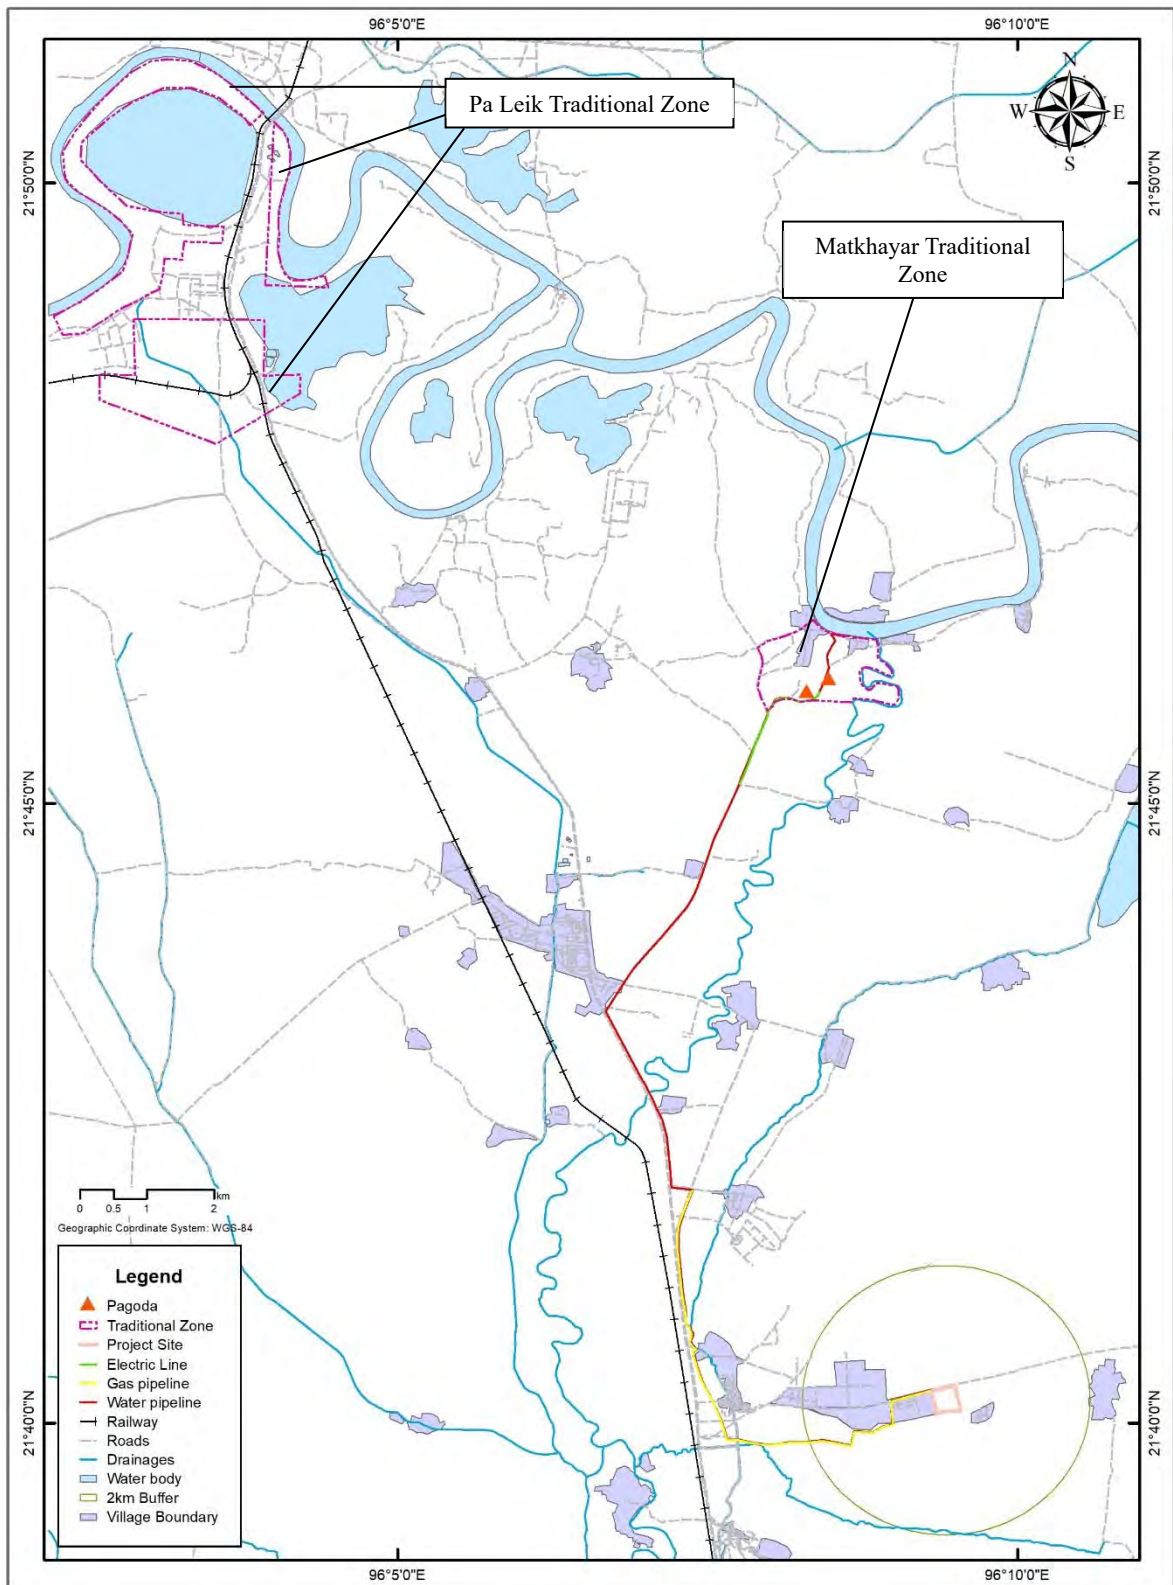 96°5'0"E
96°10'0"E
N
W
E
S
Pa Leik Traditional Zone
Matkhayar Traditional
Zone
21°50'0"N
21°50'0"N
21°45'0"N
21°45'0"N
21°40'0"N
21°40'0"N
km
0 0.5 1 2
Geographic Coordinate System: WGS-84
Legend
Pagoda
Traditional Zone
Project Site
Electric Line
Gas pipeline
Water pipeline
Railway
Roads
Drainages
Water body
2km Buffer
Village Boundary
96°5'0"E
96°10'0"E